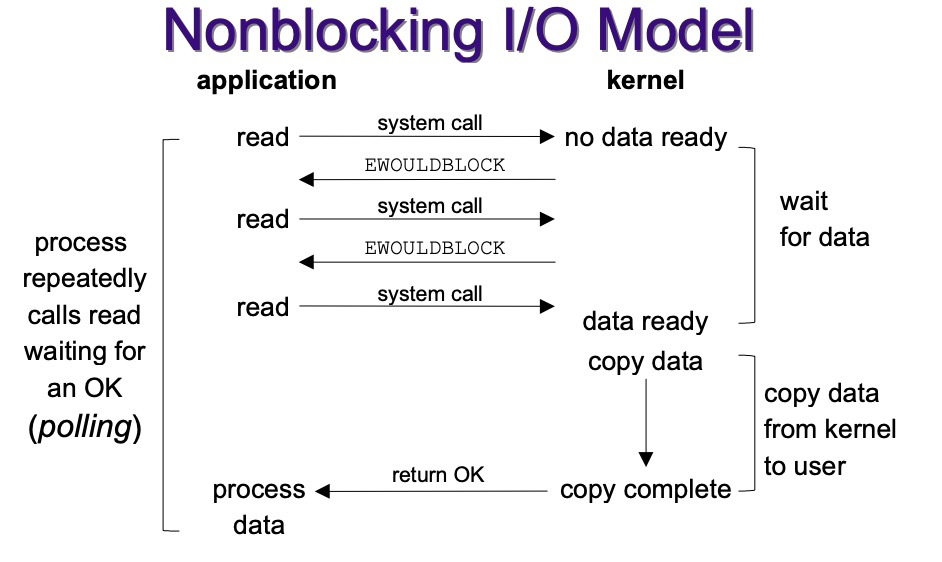 Nonblocking I/O Model
application
kernel
read
system call
no data ready
EWOULDBLOCK
read
system call
EWOULDBLOCK
read
system call
data ready
copy data
process
return OK
copy complete
data
process
repeatedly
calls read
waiting for
an OK
(polling)
wait
for data
copy data
from kernel
to user